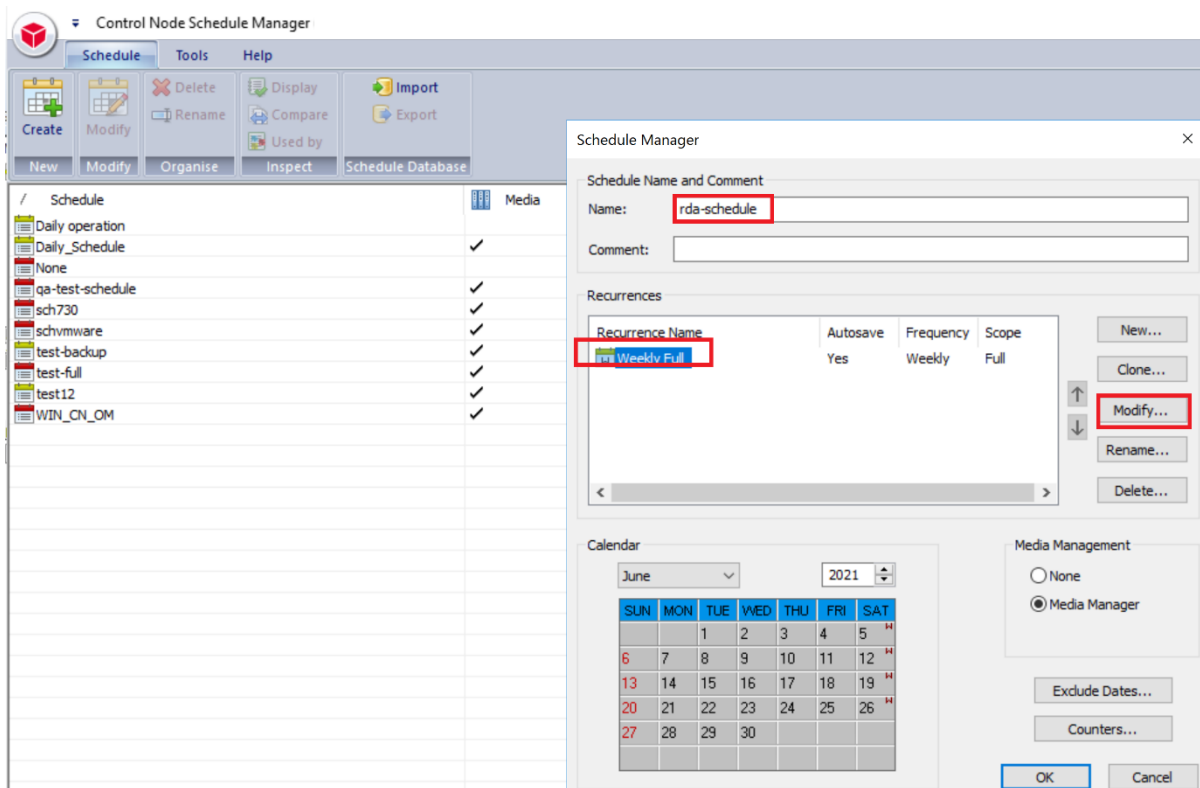 Control Node Schedule Manager
Schedule Tools Help
Create
New
Modify
Modify
Delete
Rename
Organise
Display
Compare
Used by
Inspect
Import
Export
Schedule Database
/ Schedule Media
Daily operation
Daily_Schedule
None
qa-test-schedule
sch730
schvmware
test-backup
test-full
test12
WIN_CN_OM
Schedule Manager
Schedule Name and Comment
Name: rda-schedule
Comment:
Recurrences
Recurrence Name Autosave Frequency Scope
Weekly Full Yes Weekly Full
New...
Clone...
Modify...
Rename...
Delete...
Calendar
June 2021
SUN MON TUE WED THU FRI SAT
1 2 3 4 5 W
6 7 8 9 10 11 12 W
13 14 15 16 17 18 19 W
20 21 22 23 24 25 26 W
27 28 29 30
Media Management
None
Media Manager
Exclude Dates...
Counters...
OK Cancel